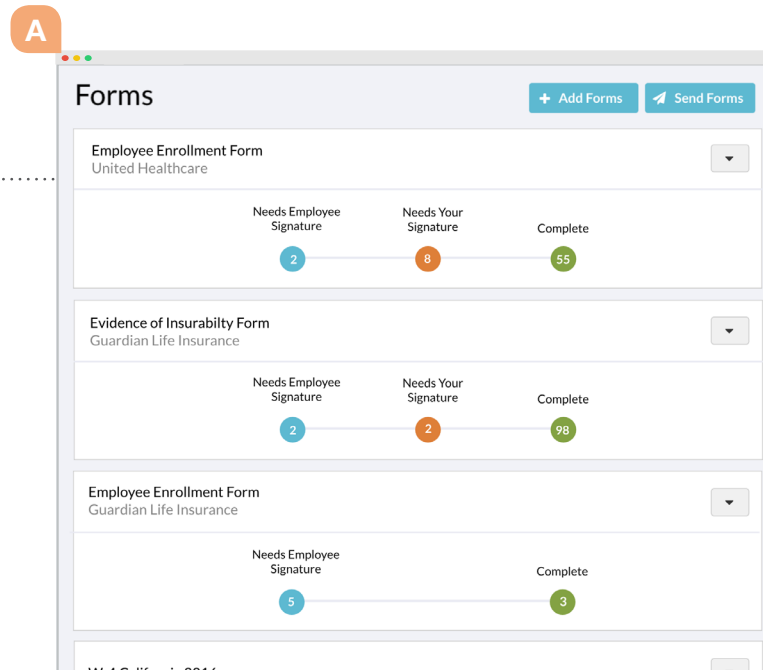 A
Forms
Add Forms
Send Forms
Employee Enrollment Form
United Healthcare
Needs Employee
Signature
Needs Your
Signature
Complete
2
8
55
Evidence of Insurabilty Form
Guardian Life Insurance
Needs Employee
Signature
Needs Your
Signature
Complete
2
2
98
Employee Enrollment Form
Guardian Life Insurance
Needs Employee
Signature
Complete
5
3